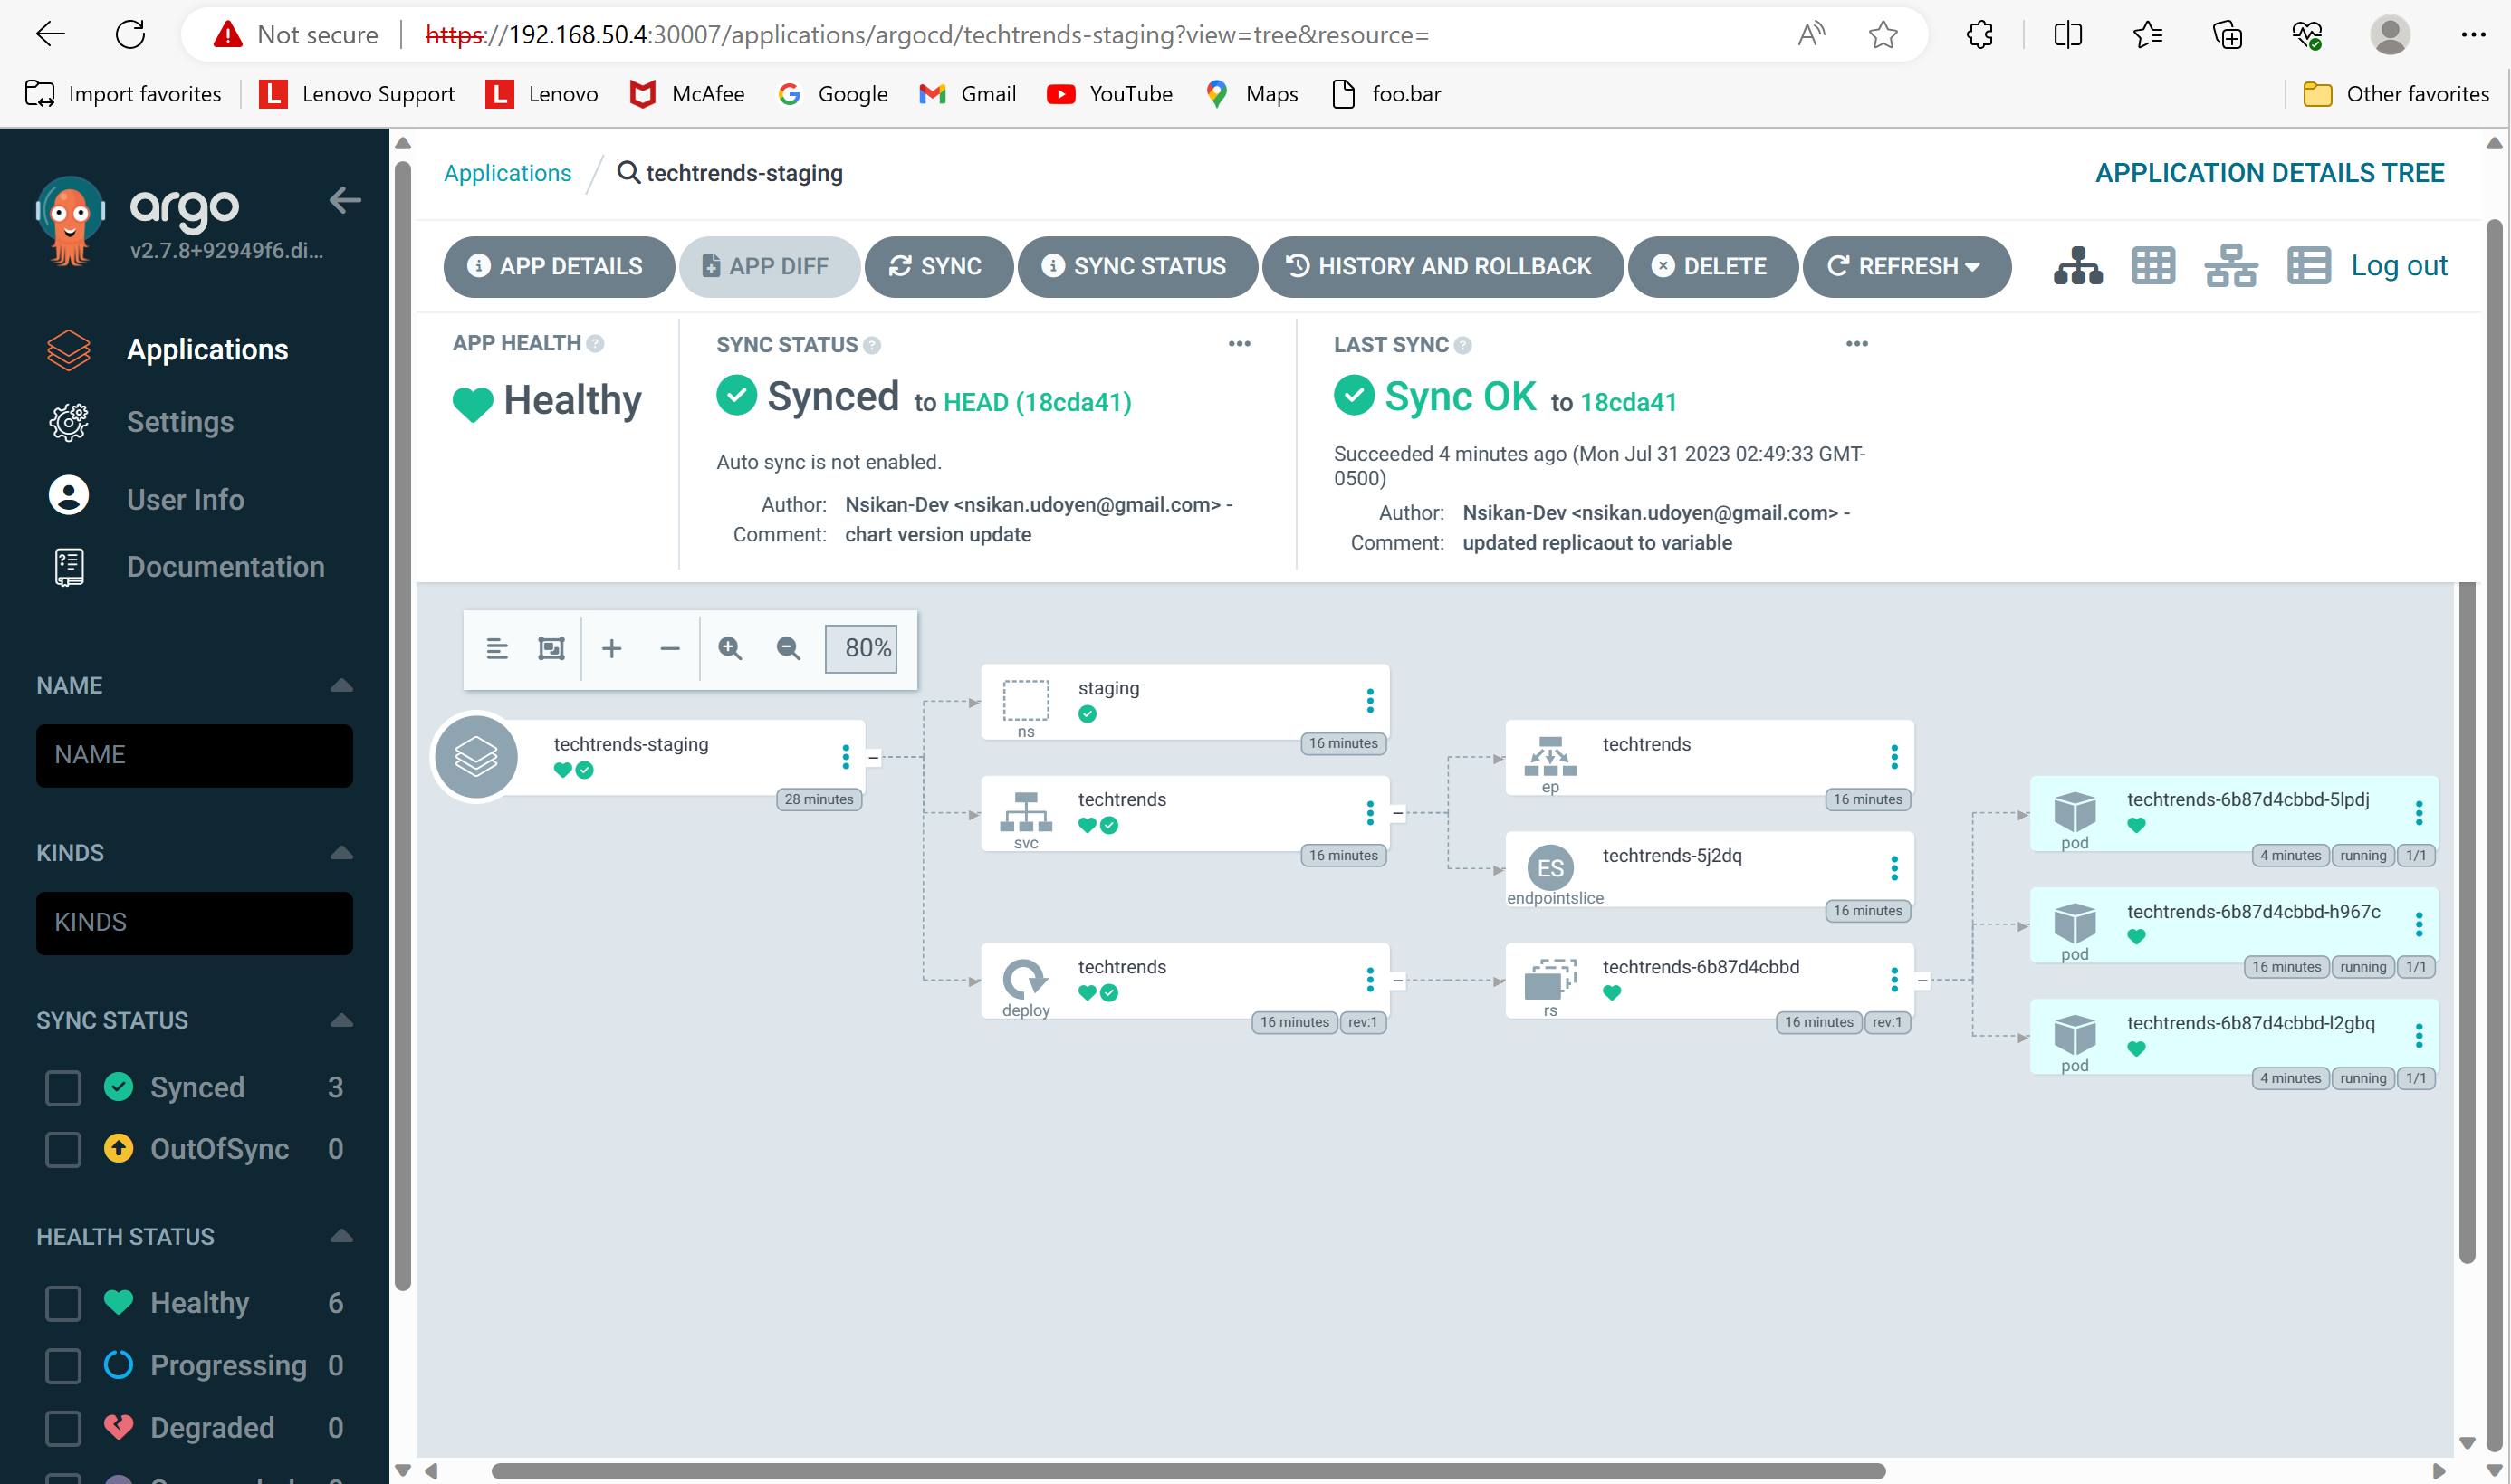 Not secure
https://192.168.50.4:30007/applications/argocd/techtrends-staging?view=tree&resource=
Import favorites
Lenovo Support
Lenovo
McAfee
Google
Gmail
YouTube
Maps
foo.bar
Other favorites
argo
v2.7.8+92949f6.di...
Applications
Settings
User Info
Documentation
NAME
NAME
KINDS
KINDS
SYNC STATUS
Synced 3
OutOfSync 0
HEALTH STATUS
Healthy 6
Progressing 0
Degraded 0
Applications / techtrends-staging
APPLICATION DETAILS TREE
APP DETAILS
APP DIFF
SYNC
SYNC STATUS
HISTORY AND ROLLBACK
DELETE
REFRESH
Log out
APP HEALTH
Healthy
SYNC STATUS
Synced to HEAD (18cda41)
Auto sync is not enabled.
Author: Nsikan-Dev <nsikan.udoyen@gmail.com> -
Comment: chart version update
LAST SYNC
Sync OK to 18cda41
Succeeded 4 minutes ago (Mon Jul 31 2023 02:49:33 GMT-
0500)
Author: Nsikan-Dev <nsikan.udoyen@gmail.com> -
Comment: updated replicaout to variable
80%
techtrends-staging
28 minutes
staging
ns
16 minutes
techtrends
svc
16 minutes
techtrends
deploy
16 minutes rev:1
techtrends
ep
16 minutes
ES
techtrends-5j2dq
endpointslice
16 minutes
techtrends-6b87d4cbbd
rs
16 minutes rev:1
techtrends-6b87d4cbbd-5lpdj
pod
4 minutes running 1/1
techtrends-6b87d4cbbd-h967c
pod
16 minutes running 1/1
techtrends-6b87d4cbbd-l2gbq
pod
4 minutes running 1/1